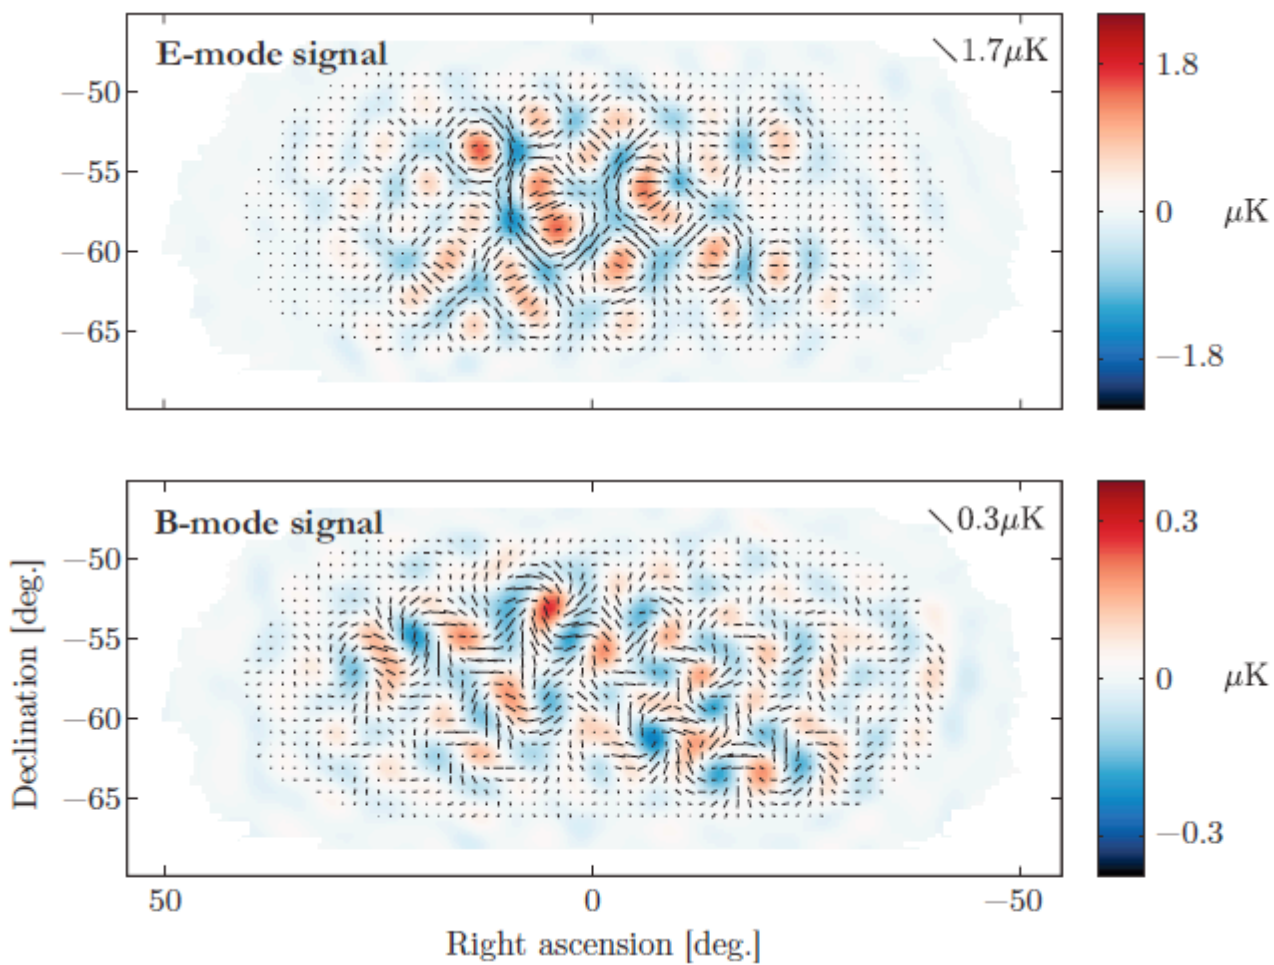 E-mode signal
1.7μK
−50
−55
−60
−65
1.8
0
−1.8
μK
B-mode signal
0.3μK
−50
−55
−60
−65
0.3
0
−0.3
μK
Declination [deg.]
50
0
−50
Right ascension [deg.]